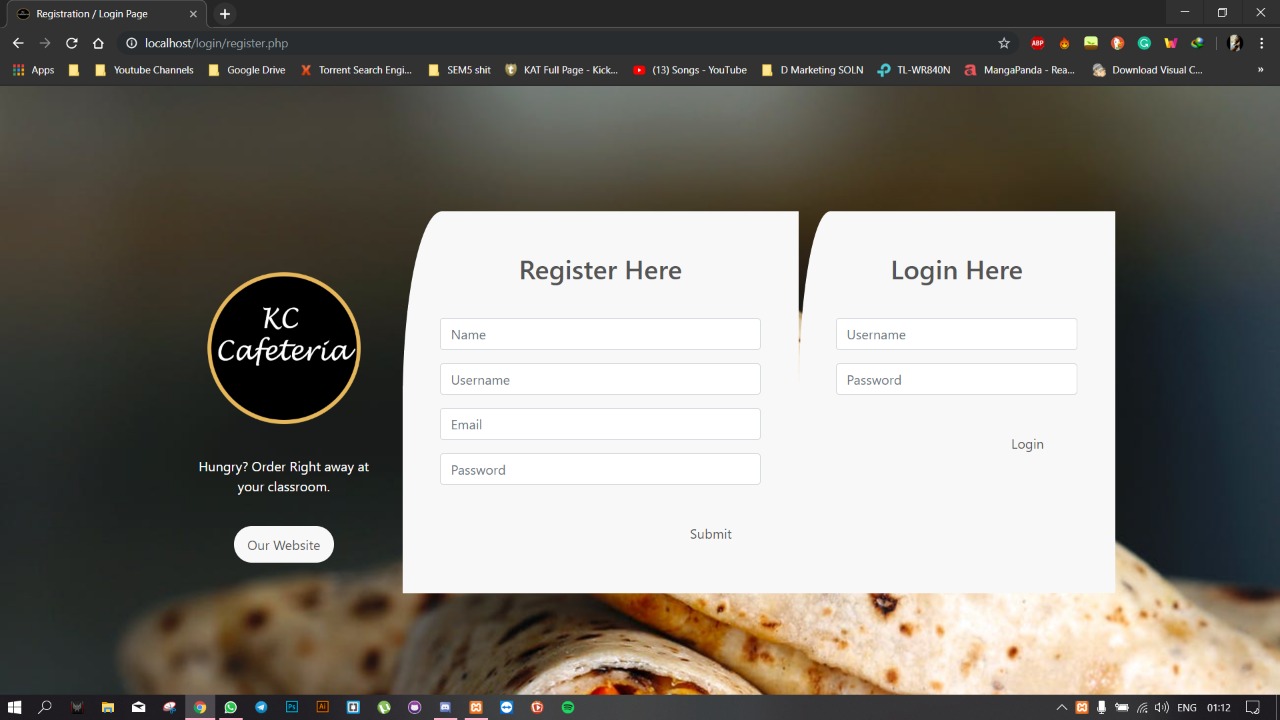 Registration / Login Page
localhost/login/register.php
ABP
Apps
Youtube Channels
Google Drive
Torrent Search Engi...
SEM5 shit
KAT Full Page - Kick...
(13) Songs - YouTube
D Marketing SOLN
TL-WR840N
MangaPanda - Rea...
Download Visual C...
»
KC
Cafeteria
Hungry? Order Right away at
your classroom.
Our Website
Register Here
Name
Username
Email
Password
Submit
Login Here
Username
Password
Login
Ps
Ai
ENG
01:12